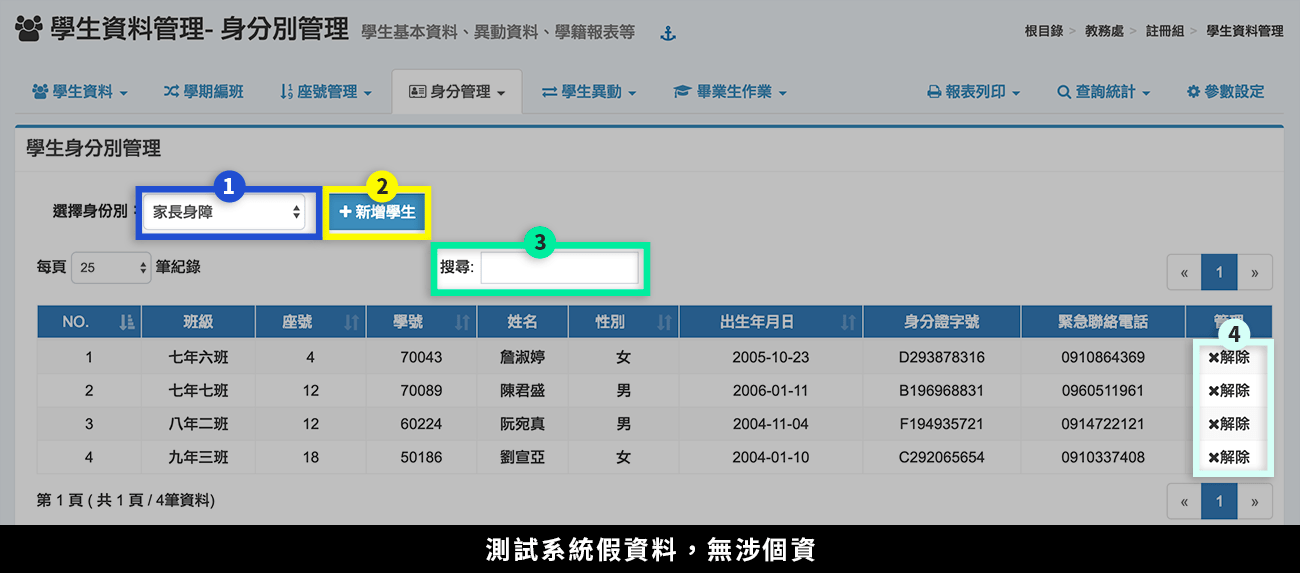 學生資料管理- 身分別管理 學生基本資料、異動資料、學籍報表等
根目錄 > 教務處 > 註冊組 > 學生資料管理
學生資料 學期編班 座號管理 身分管理 學生異動 畢業生作業 報表列印 查詢統計 參數設定
學生身分別管理
1 2
選擇身份別: 家長身障 新增學生
3
每頁 25 筆紀錄 搜尋: « 1 »
NO. 班級 座號 學號 姓名 性別 出生年月日 身分證字號 緊急聯絡電話
4
1 七年六班 4 70043 詹淑婷 女 2005-10-23 D293878316 0910864369 解除
2 七年七班 12 70089 陳君盛 男 2006-01-11 B196968831 0960511961 解除
3 八年二班 12 60224 阮宛真 男 2004-11-04 F194935721 0914722121 解除
4 九年三班 18 50186 劉宣亞 女 2004-01-10 C292065654 0910337408 解除
第 1 頁 ( 共 1 頁 / 4筆資料) « 1 »
測試系統假資料，無涉個資